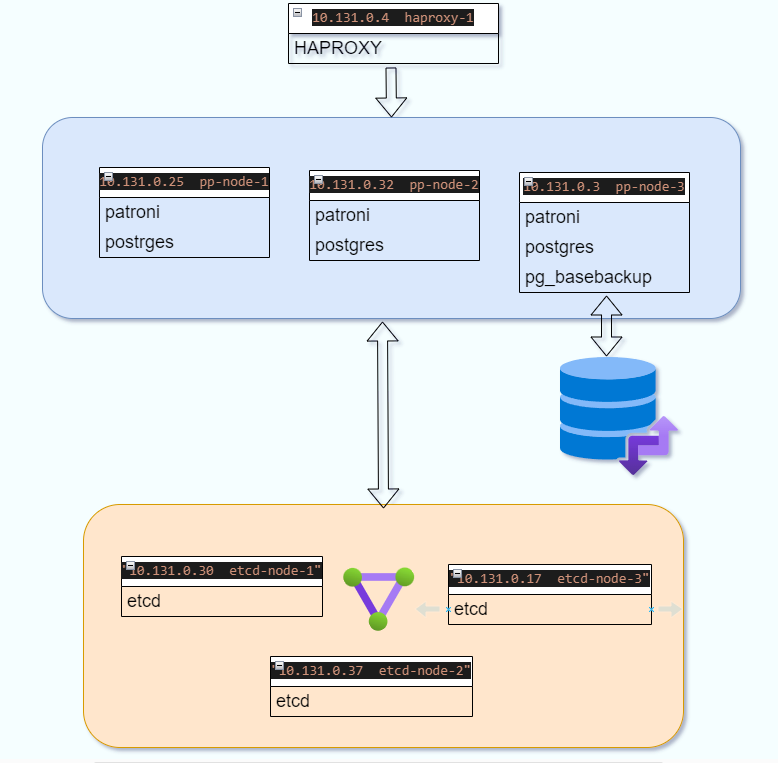 10.131.0.4 haproxy-1
HAPROXY
10.131.0.25 pp-node-1
patroni
postrges
10.131.0.32 pp-node-2
patroni
postgres
10.131.0.3 pp-node-3
patroni
postgres
pg_basebackup
"10.131.0.30 etcd-node-1"
etcd
"10.131.0.17 etcd-node-3"
etcd
"10.131.0.37 etcd-node-2"
etcd